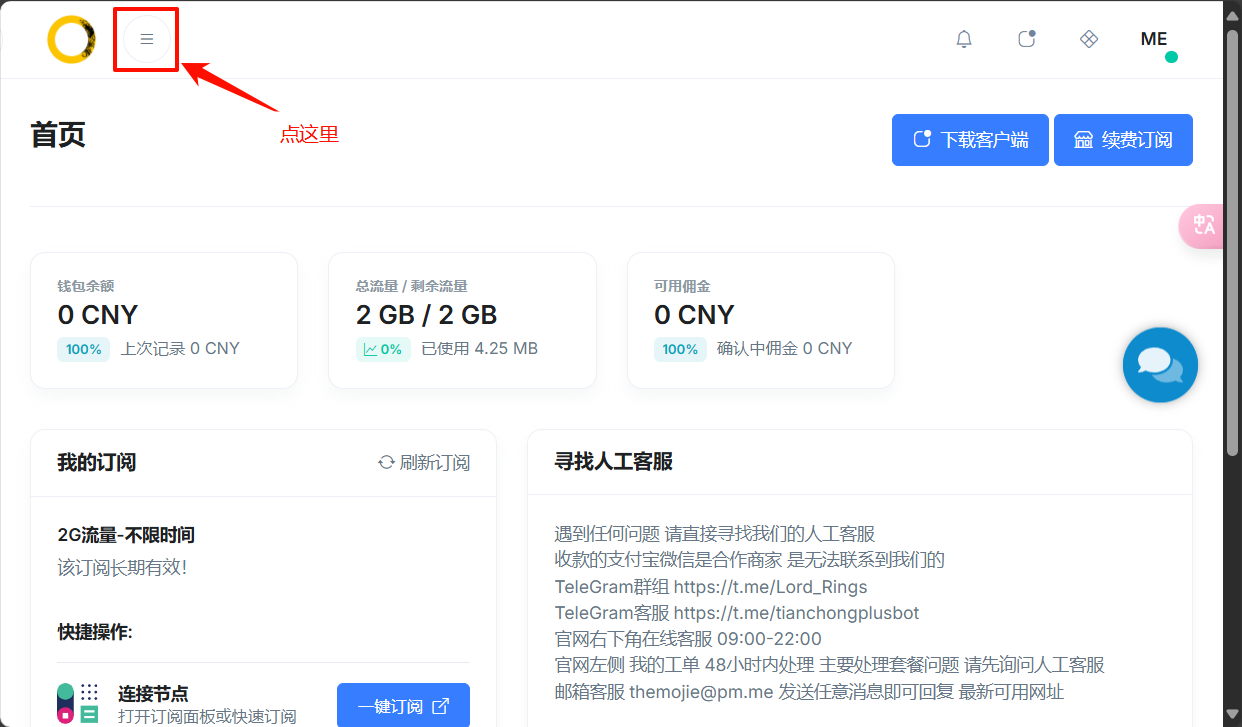 ME
点这里
首页
下载客户端
续费订阅
钱包余额
0 CNY
100% 上次记录 0 CNY
总流量 / 剩余流量
2 GB / 2 GB
0% 已使用 4.25 MB
可用佣金
0 CNY
100% 确认中佣金 0 CNY
我的订阅
刷新订阅
2G流量-不限时间
该订阅长期有效!
快捷操作:
连接节点
打开订阅面板或快速订阅
一键订阅
寻找人工客服
遇到任何问题 请直接寻找我们的人工客服
收款的支付宝微信是合作商家 是无法联系到我们的
TeleGram群组 https://t.me/Lord_Rings
TeleGram客服 https://t.me/tianchongplusbot
官网右下角在线客服 09:00-22:00
官网左侧 我的工单 48小时内处理 主要处理套餐问题 请先询问人工客服
邮箱客服 themojie@pm.me 发送任意消息即可回复 最新可用网址
中A